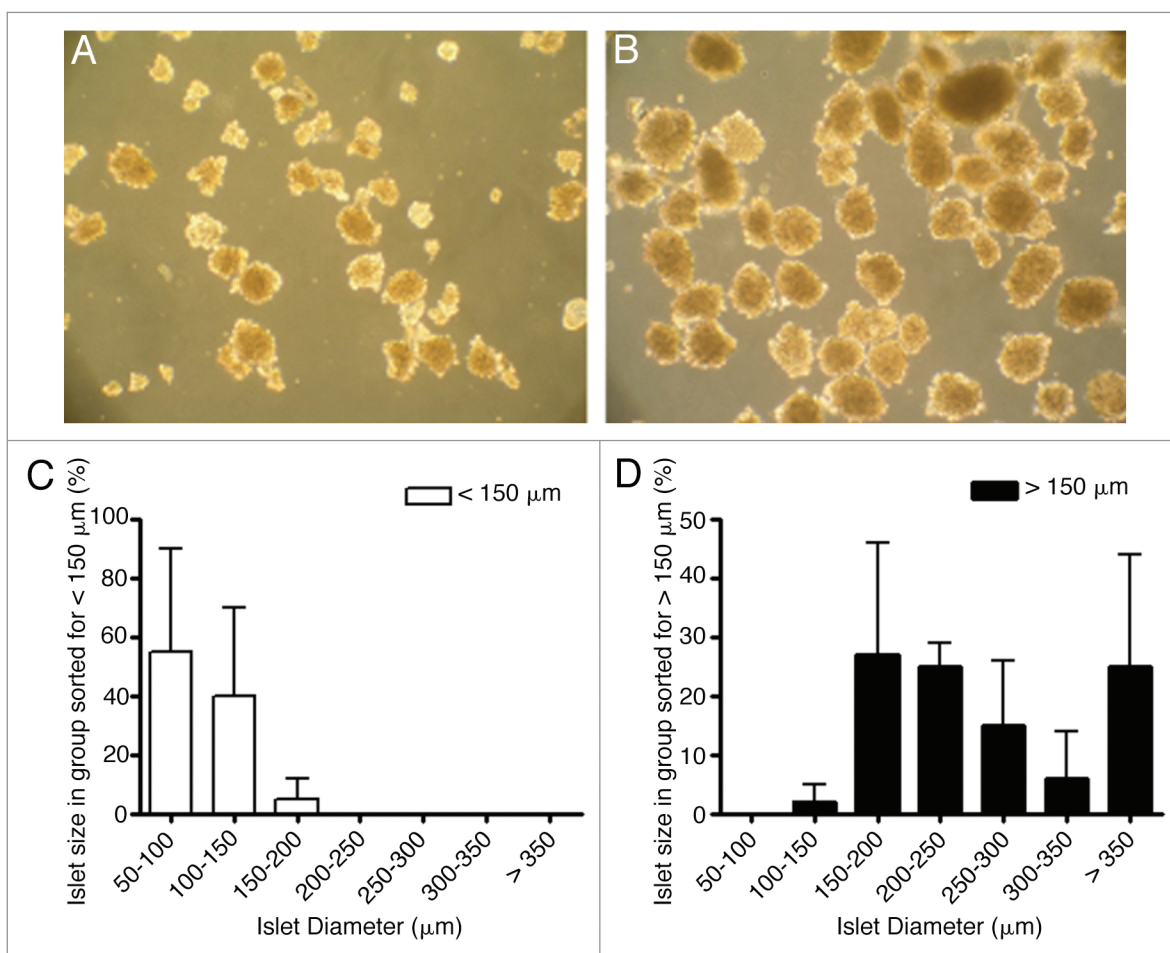 A
B
C
< 150 μm
Islet size in group sorted for < 150 μm (%)
100
80
60
40
20
0
50-100
100-150
150-200
200-250
250-300
300-350
> 350
Islet Diameter (μm)
D
> 150 μm
Islet size in group sorted for > 150 μm (%)
50
40
30
20
10
0
50-100
100-150
150-200
200-250
250-300
300-350
> 350
Islet Diameter (μm)